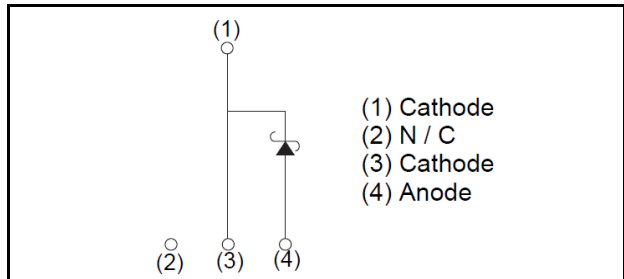 (1)
(1) Cathode
(2) N / C
(3) Cathode
(4) Anode
(2) (3) (4)